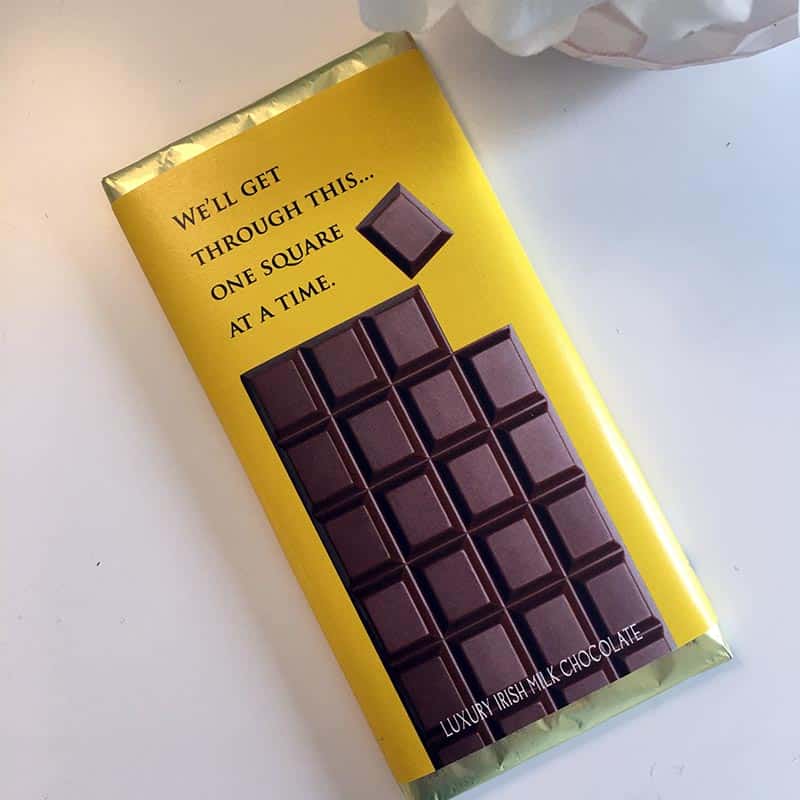 WE'LL GET
THROUGH THIS...
ONE SQUARE
AT A TIME.
LUXURY IRISH MILK CHOCOLATE